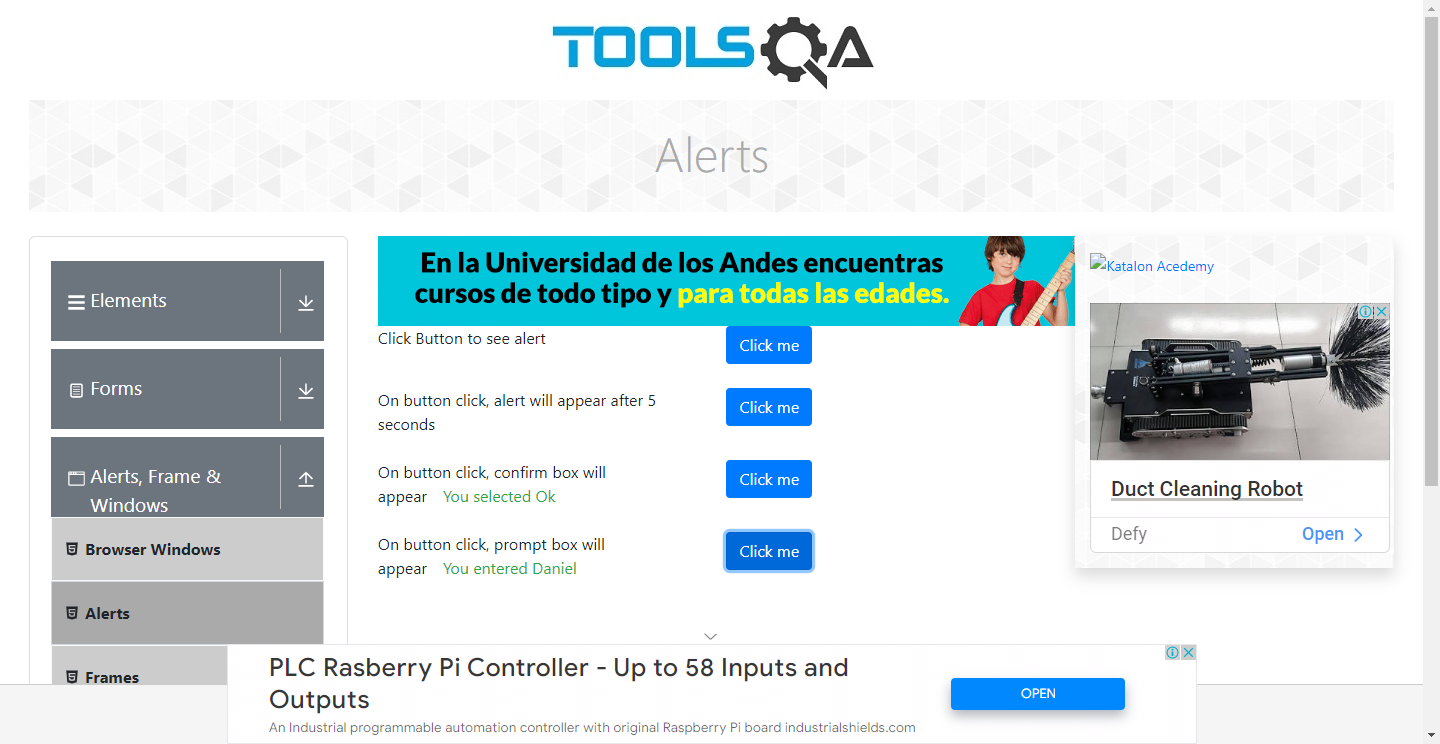 TOOLSQA
Alerts
Elements
Forms
Alerts, Frame &
Windows
Browser Windows
Alerts
Frames
En la Universidad de los Andes encuentras
cursos de todo tipo y para todas las edades.
Click Button to see alert
Click me
On button click, alert will appear after 5
seconds
Click me
On button click, confirm box will
appear You selected Ok
Click me
On button click, prompt box will
appear You entered Daniel
Click me
Katalon Acedemy
Duct Cleaning Robot
Defy
Open
PLC Rasberry Pi Controller - Up to 58 Inputs and
Outputs
An Industrial programmable automation controller with original Raspberry Pi board industrialshields.com
OPEN